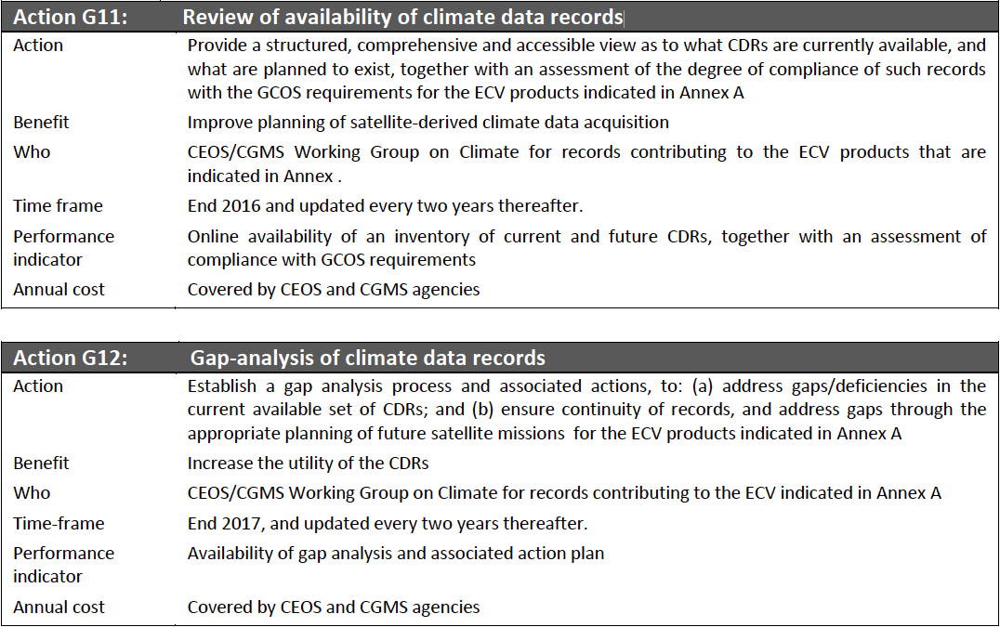 Action G11: Review of availability of climate data records
Action Provide a structured, comprehensive and accessible view as to what CDRs are currently available, and
what are planned to exist, together with an assessment of the degree of compliance of such records
with the GCOS requirements for the ECV products indicated in Annex A
Benefit Improve planning of satellite-derived climate data acquisition
Who CEOS/CGMS Working Group on Climate for records contributing to the ECV products that are
indicated in Annex .
Time frame End 2016 and updated every two years thereafter.
Performance Online availability of an inventory of current and future CDRs, together with an assessment of
indicator compliance with GCOS requirements
Annual cost Covered by CEOS and CGMS agencies
Action G12: Gap-analysis of climate data records
Action Establish a gap analysis process and associated actions, to: (a) address gaps/deficiencies in the
current available set of CDRs; and (b) ensure continuity of records, and address gaps through the
appropriate planning of future satellite missions for the ECV products indicated in Annex A
Benefit Increase the utility of the CDRs
Who CEOS/CGMS Working Group on Climate for records contributing to the ECV indicated in Annex A
Time-frame End 2017, and updated every two years thereafter.
Performance Availability of gap analysis and associated action plan
indicator
Annual cost Covered by CEOS and CGMS agencies